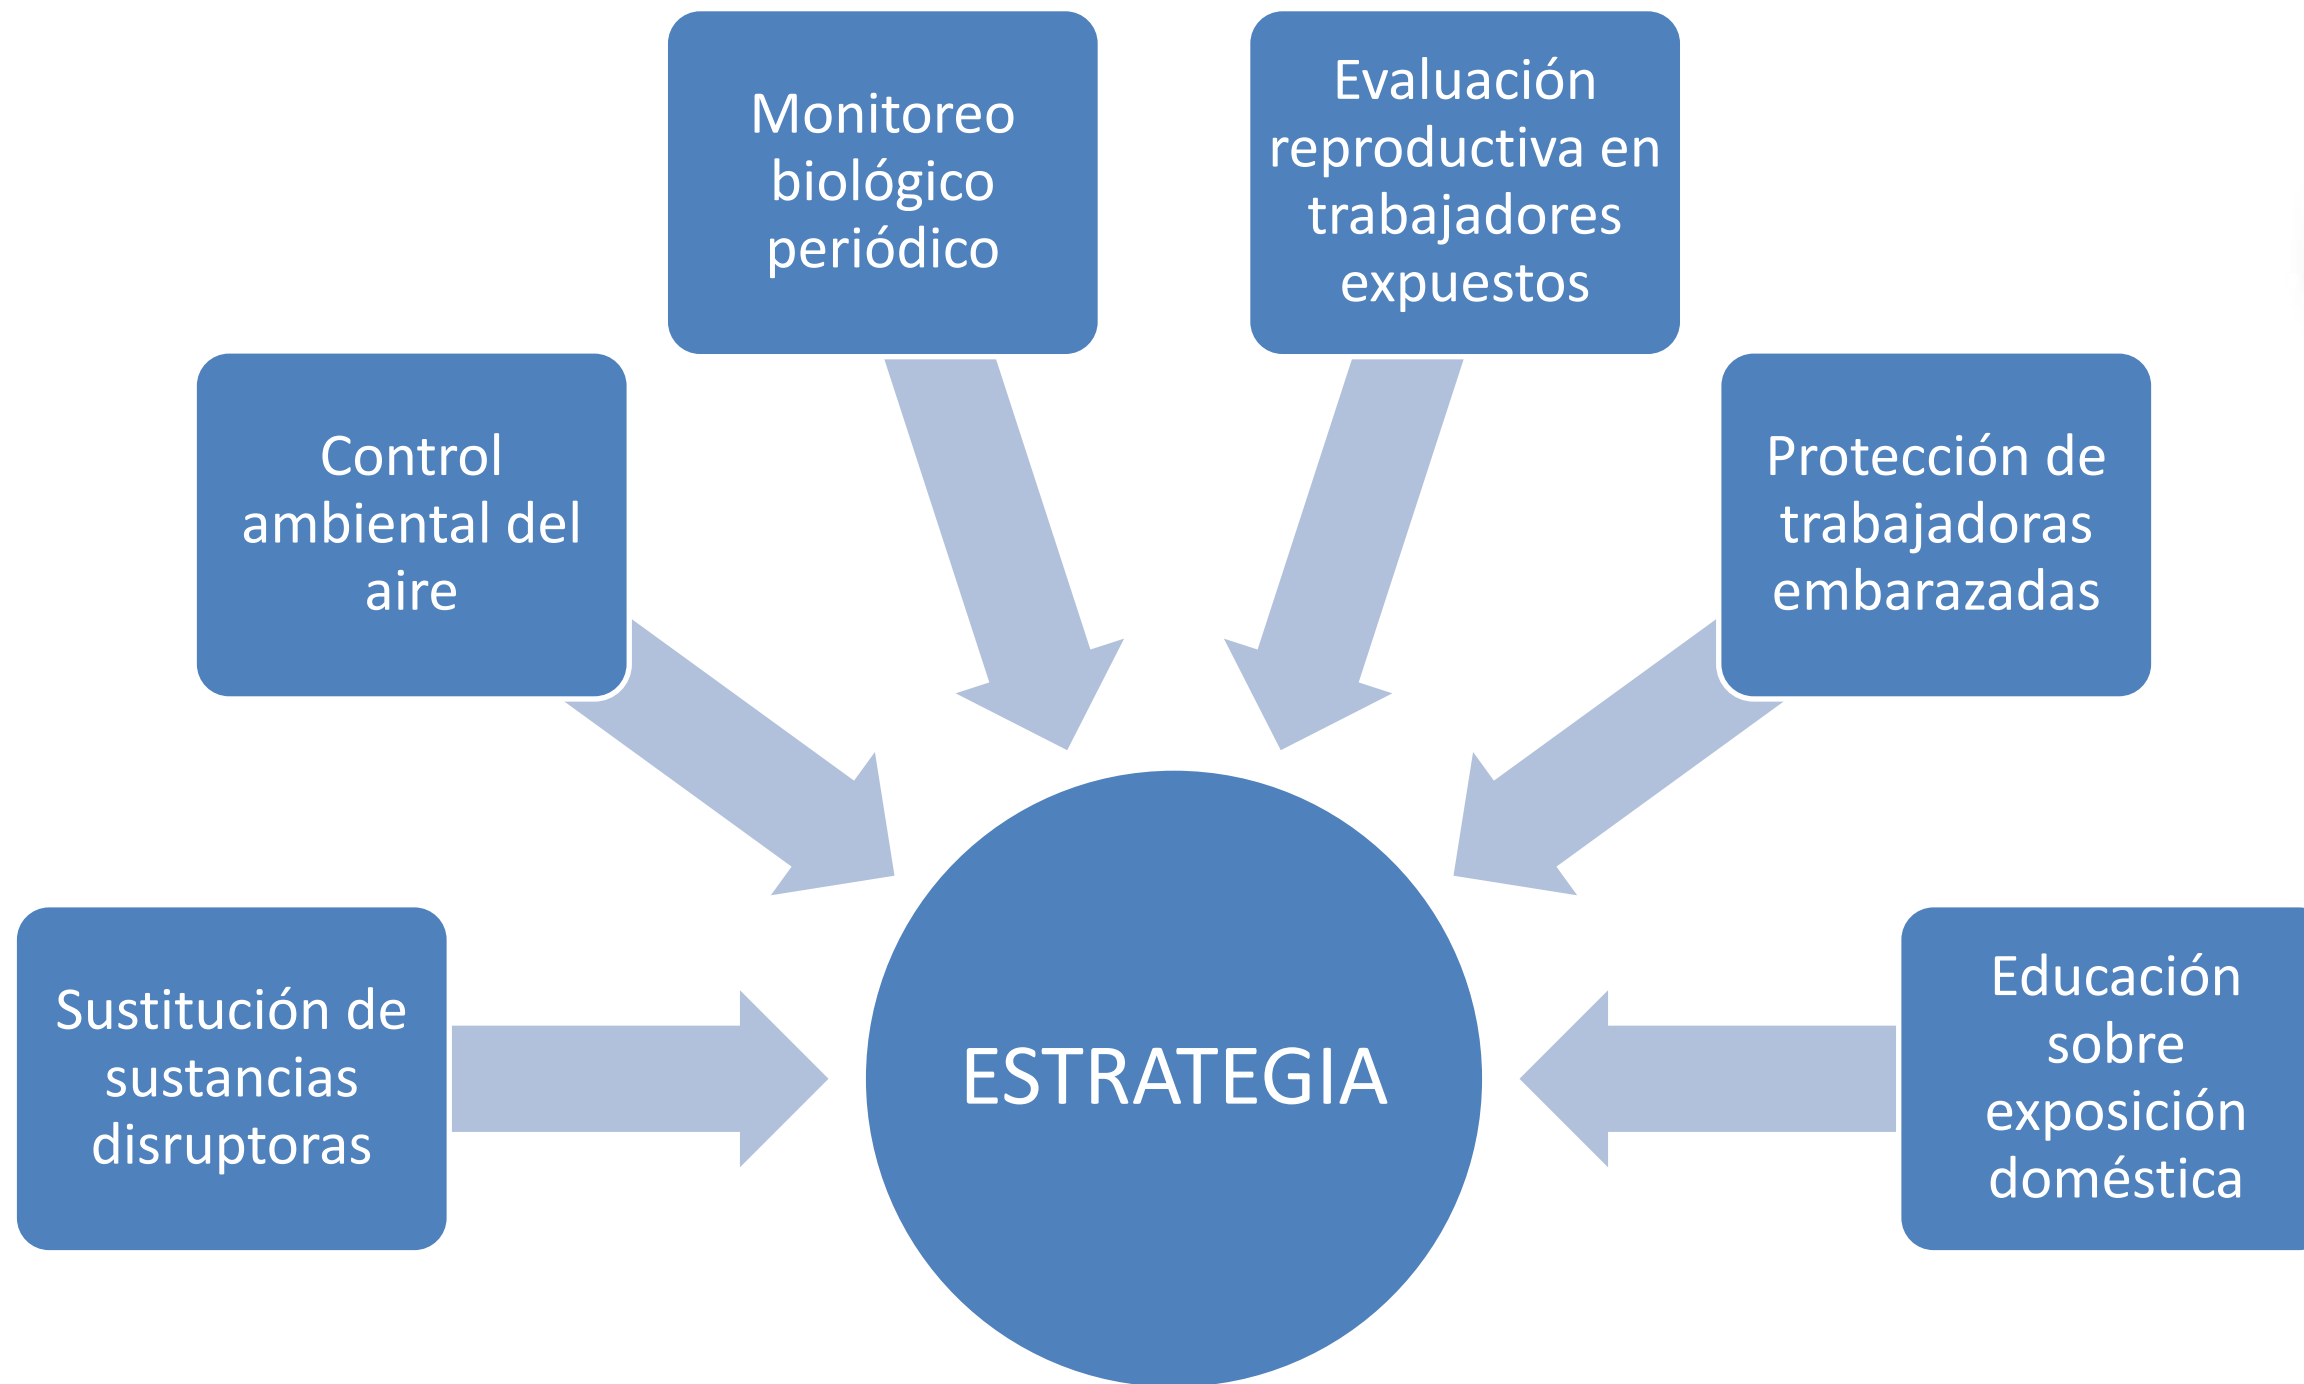 Monitoreo
biológico
periódico
Evaluación
reproductiva en
trabajadores
expuestos
Control
ambiental del
aire
Protección de
trabajadoras
embarazadas
Sustitución de
sustancias
disruptoras
ESTRATEGIA
Educación
sobre
exposición
doméstica